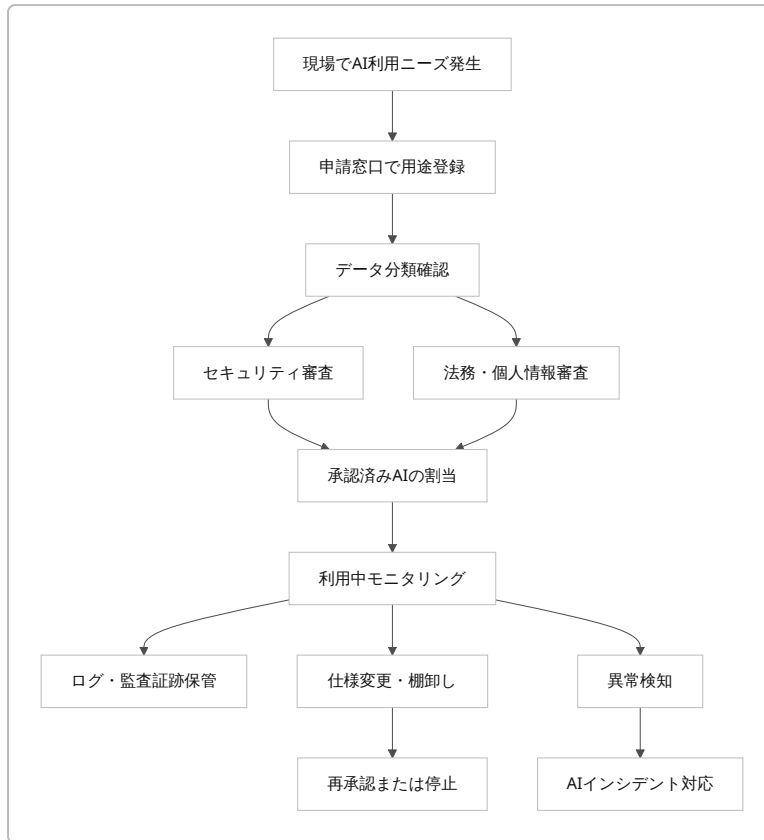 現場でAI利用ニーズ発生
申請窓口で用途登録
データ分類確認
セキュリティ審査
法務・個人情報審査
承認済みAIの割当
利用中モニタリング
ログ・監査証跡保管
仕様変更・棚卸し
異常検知
再承認または停止
AIインシデント対応